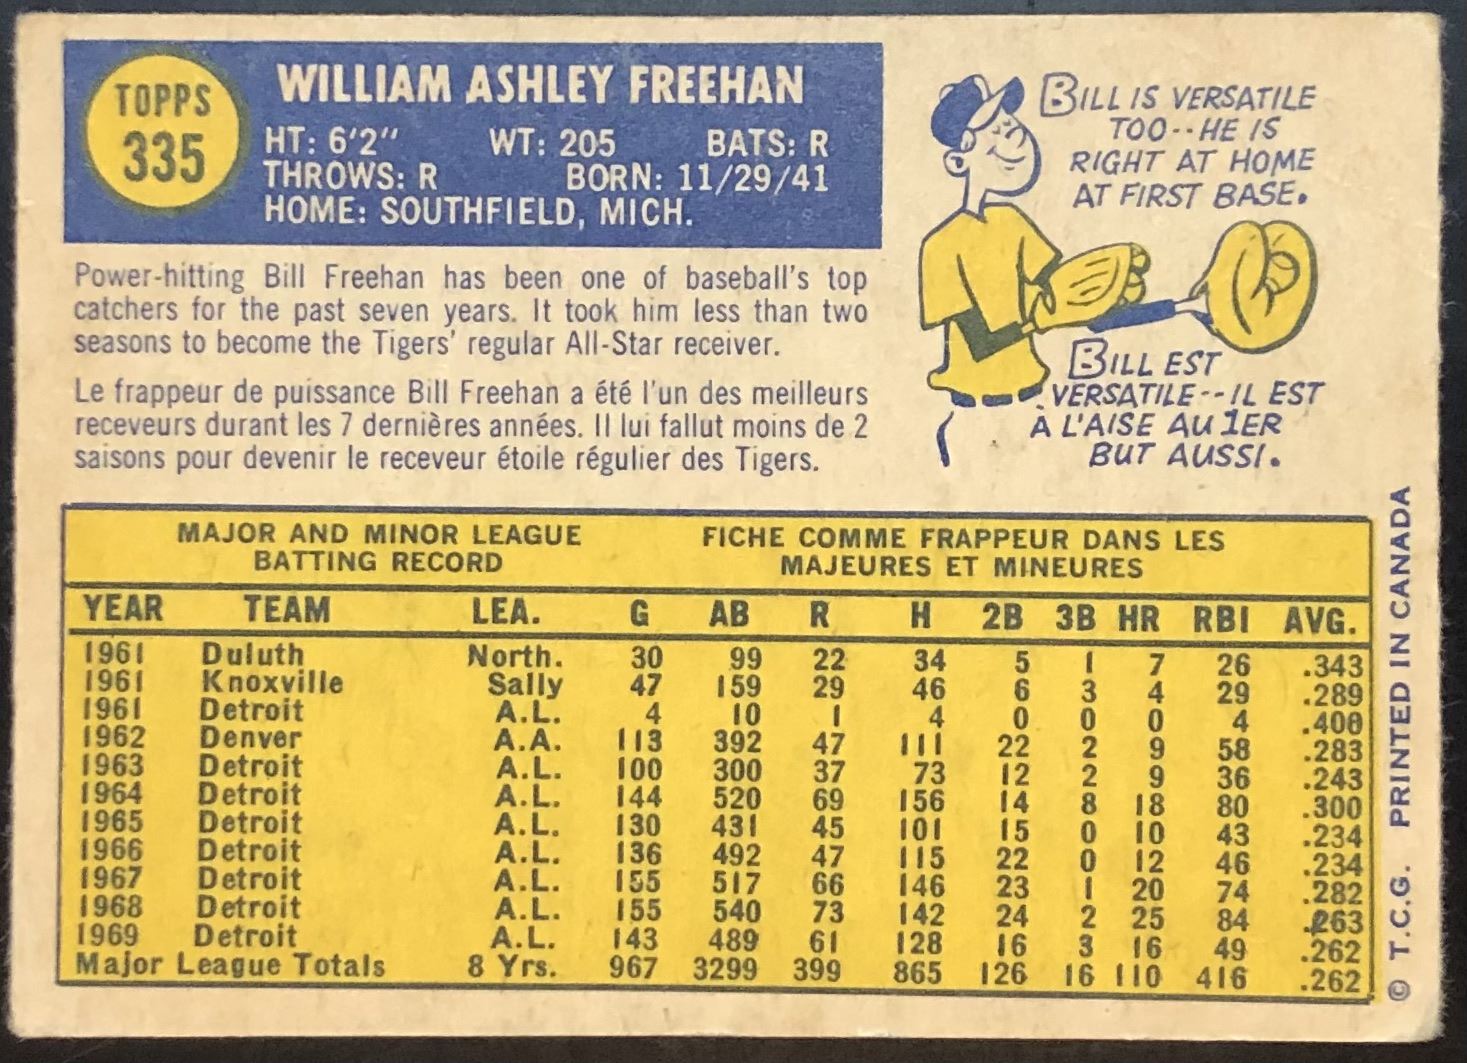 TOPPS
335
WILLIAM ASHLEY FREEHAN
HT: 6'2" WT: 205 BATS: R
THROWS: R BORN: 11/29/41
HOME: SOUTHFIELD, MICH.
Power-hitting Bill Freehan has been one of baseball's top
catchers for the past seven years. It took him less than two
seasons to become the Tigers' regular All-Star receiver.
Le frappeur de puissance Bill Freehan a été l'un des meilleurs
receveurs durant les 7 dernières années. Il lui fallut moins de 2
saisons pour devenir le receveur étoile régulier des Tigers.
BILL IS VERSATILE
TOO--HE IS
RIGHT AT HOME
AT FIRST BASE.
BILL EST
VERSATILE--IL EST
À L'AISE AU 1ER
BUT AUSSI.
MAJOR AND MINOR LEAGUE
BATTING RECORD
FICHE COMME FRAPPEUR DANS LES
MAJEURES ET MINEURES
YEAR TEAM LEA. G AB R H 2B 3B HR RBI AVG.
1961 Duluth North. 30 99 22 34 5 1 7 26 .343
1961 Knoxville Sally 47 159 29 46 6 3 4 29 .289
1961 Detroit A.L. 4 10 1 4 0 0 0 4 .400
1962 Denver A.A. 113 392 47 111 22 2 9 58 .283
1963 Detroit A.L. 100 300 37 73 12 2 9 36 .243
1964 Detroit A.L. 144 520 69 156 14 8 18 80 .300
1965 Detroit A.L. 130 431 45 101 15 0 10 43 .234
1966 Detroit A.L. 136 492 47 115 22 0 12 46 .234
1967 Detroit A.L. 155 517 66 146 23 1 20 74 .282
1968 Detroit A.L. 155 540 73 142 24 2 25 84 .263
1969 Detroit A.L. 143 489 61 128 16 3 16 49 .262
Major League Totals 8 Yrs. 967 3299 399 865 126 16 110 416 .262
© T.C.G. PRINTED IN CANADA